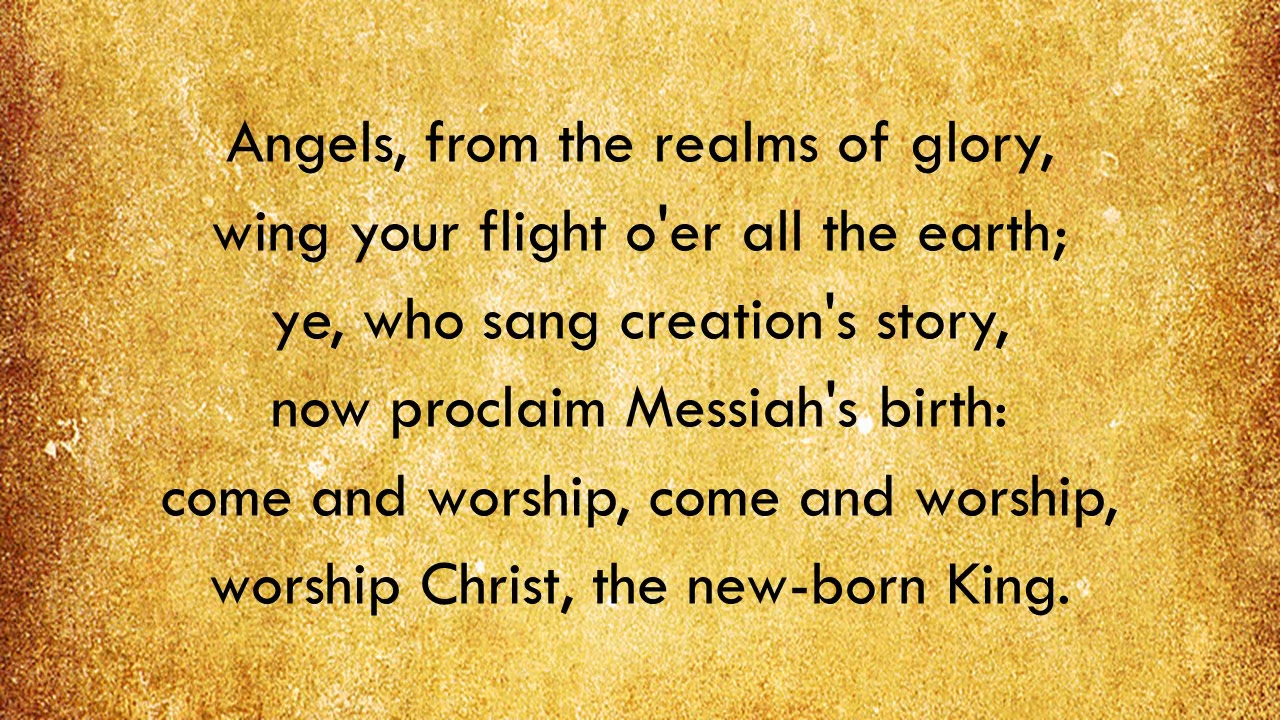 Angels, from the realms of glory,
wing your flight o'er all the earth;
ye, who sang creation's story,
now proclaim Messiah's birth:
come and worship, come and worship,
worship Christ, the new-born King.